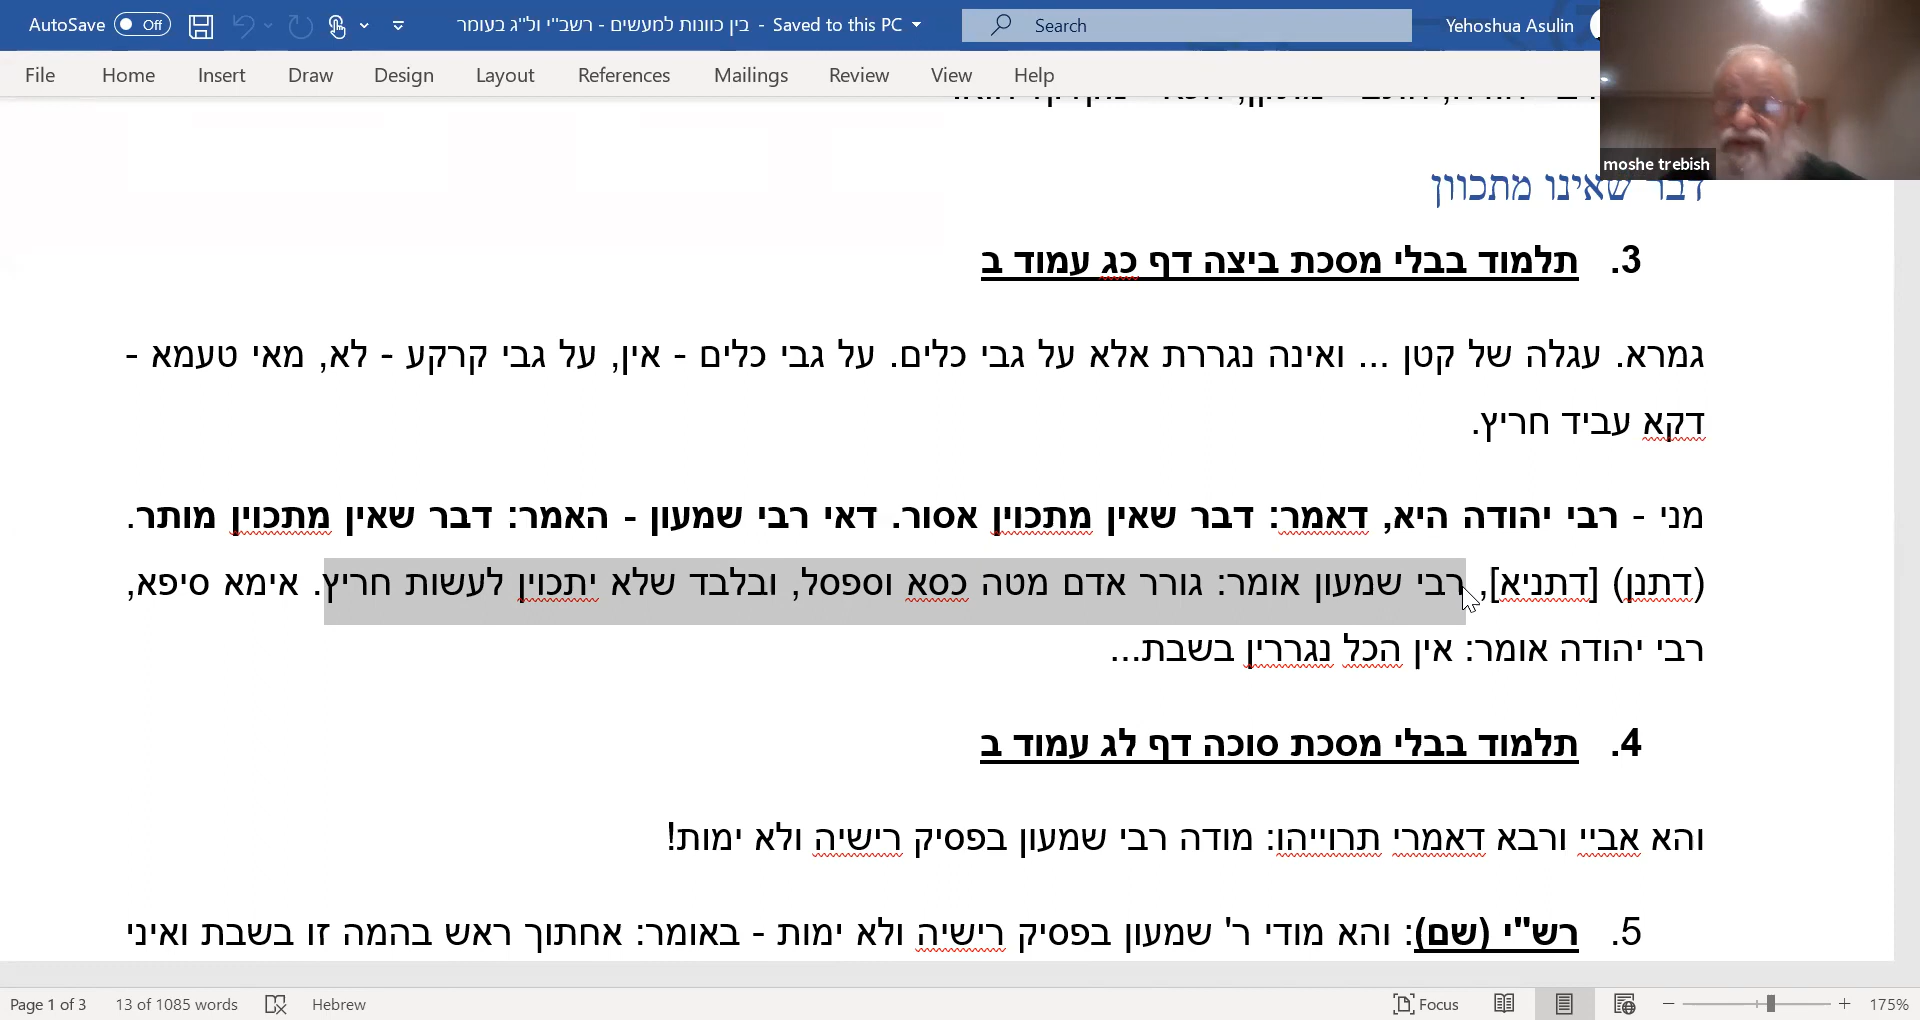 AutoSave Off בין כוונות למעשים - רשב''י ול''ג בעומר - Saved to this PC Search Yehoshua Asulin
File Home Insert Draw Design Layout References Mailings Review View Help
moshe trebish
דבר שאינו מתכוון
3. תלמוד בבלי מסכת ביצה דף כג עמוד ב
גמרא. עגלה של קטן ... ואינה נגררת אלא על גבי כלים. על גבי כלים - אין, על גבי קרקע - לא, מאי טעמא -
דקא עביד חריץ.
מני - רבי יהודה היא, דאמר: דבר שאין מתכוין אסור. דאי רבי שמעון - האמר: דבר שאין מתכוין מותר.
(דתנן) [דתניא], רבי שמעון אומר: גורר אדם מטה כסא וספסל, ובלבד שלא יתכוין לעשות חריץ. אימא סיפא,
רבי יהודה אומר: אין הכל נגררין בשבת...
4. תלמוד בבלי מסכת סוכה דף לג עמוד ב
והא אביי ורבא דאמרי תרוייהו: מודה רבי שמעון בפסיק רישיה ולא ימות!
5. רש"י (שם): והא מודי ר' שמעון בפסיק רישיה ולא ימות - באומר: אחתוך ראש בהמה זו בשבת ואיני
Page 1 of 3 13 of 1085 words Hebrew Focus 175%